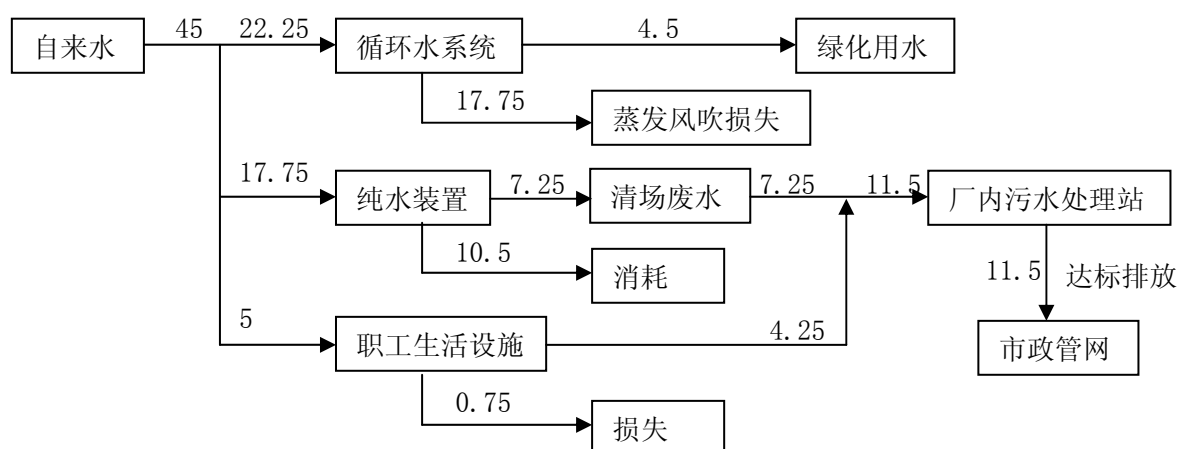 自来水
45
22.25
循环水系统
4.5
绿化用水
17.75
蒸发风吹损失
17.75
纯水装置
7.25
清场废水
7.25
11.5
厂内污水处理站
10.5
消耗
11.5
达标排放
5
职工生活设施
4.25
市政管网
0.75
损失